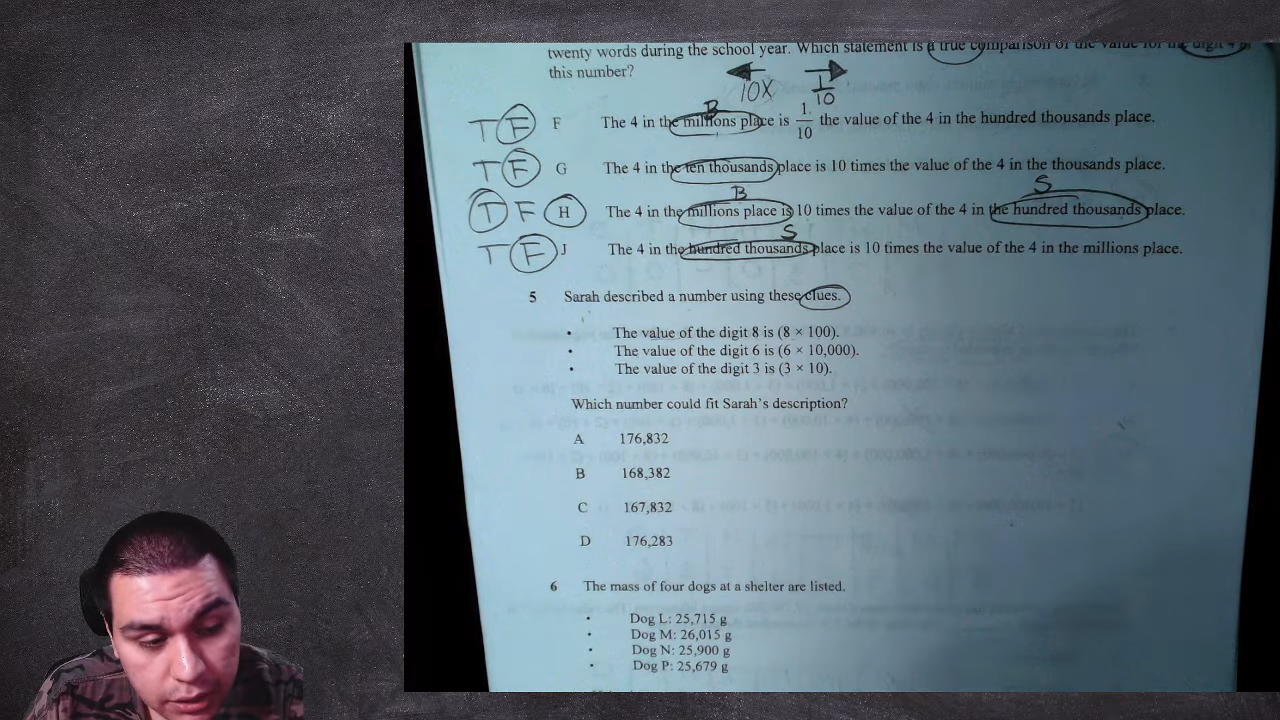 twenty words during the school year. Which statement is a true comparison of the value for the digit 4 in
this number?
10X 1/10
T F F The 4 in the millions place is 1/10 the value of the 4 in the hundred thousands place.
B
T F G The 4 in the ten thousands place is 10 times the value of the 4 in the thousands place.
B S
T F H The 4 in the millions place is 10 times the value of the 4 in the hundred thousands place.
S
T F J The 4 in the hundred thousands place is 10 times the value of the 4 in the millions place.
5 Sarah described a number using these clues.
• The value of the digit 8 is (8 × 100).
• The value of the digit 6 is (6 × 10,000).
• The value of the digit 3 is (3 × 10).
Which number could fit Sarah's description?
A 176,832
B 168,382
C 167,832
D 176,283
6 The mass of four dogs at a shelter are listed.
• Dog L: 25,715 g
• Dog M: 26,015 g
• Dog N: 25,900 g
• Dog P: 25,679 g